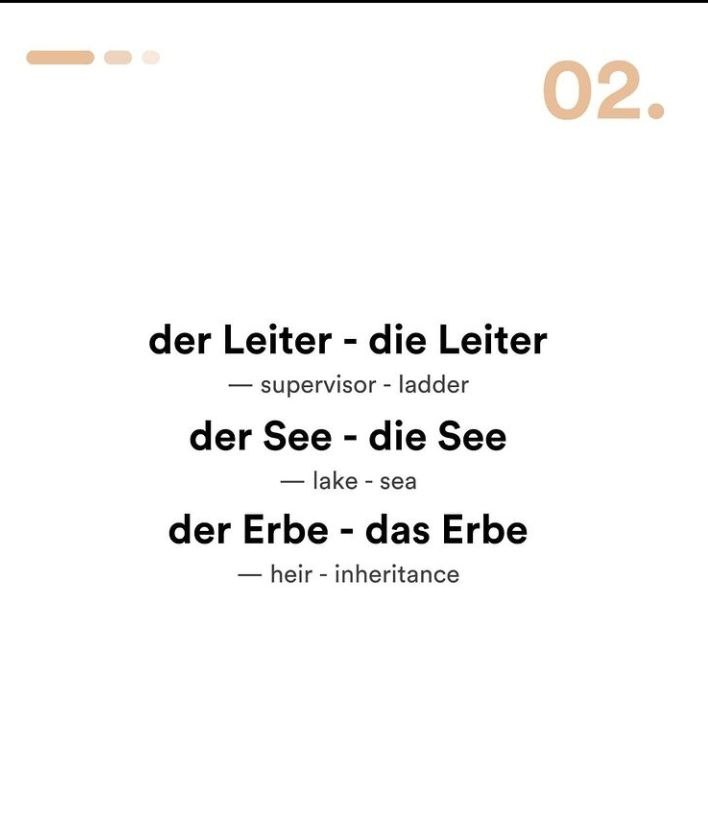 02.
der Leiter - die Leiter
— supervisor - ladder
der See - die See
— lake - sea
der Erbe - das Erbe
— heir - inheritance